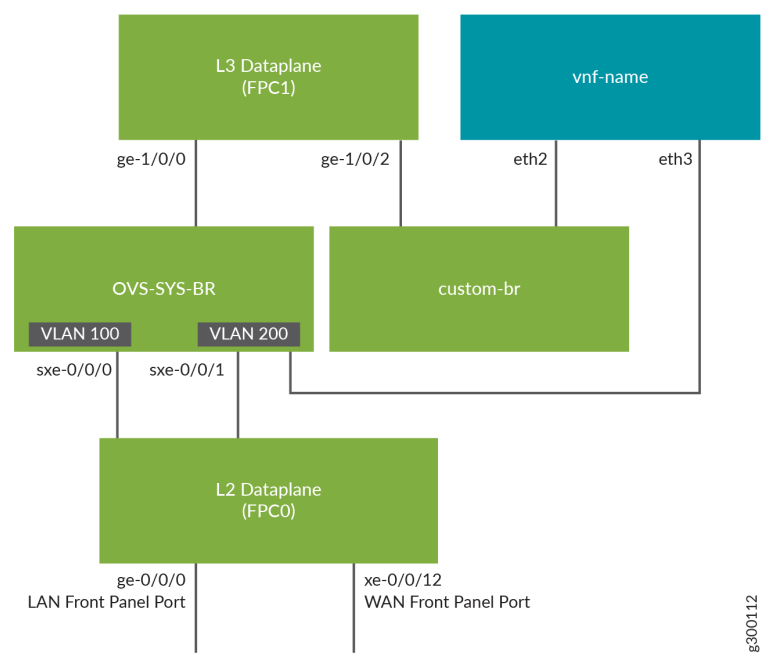 L3 Dataplane
(FPC1)
vnf-name
ge-1/0/0
ge-1/0/2
eth2
eth3
OVS-SYS-BR
custom-br
VLAN 100
VLAN 200
sxe-0/0/0
sxe-0/0/1
L2 Dataplane
(FPC0)
ge-0/0/0
LAN Front Panel Port
xe-0/0/12
WAN Front Panel Port
g300112